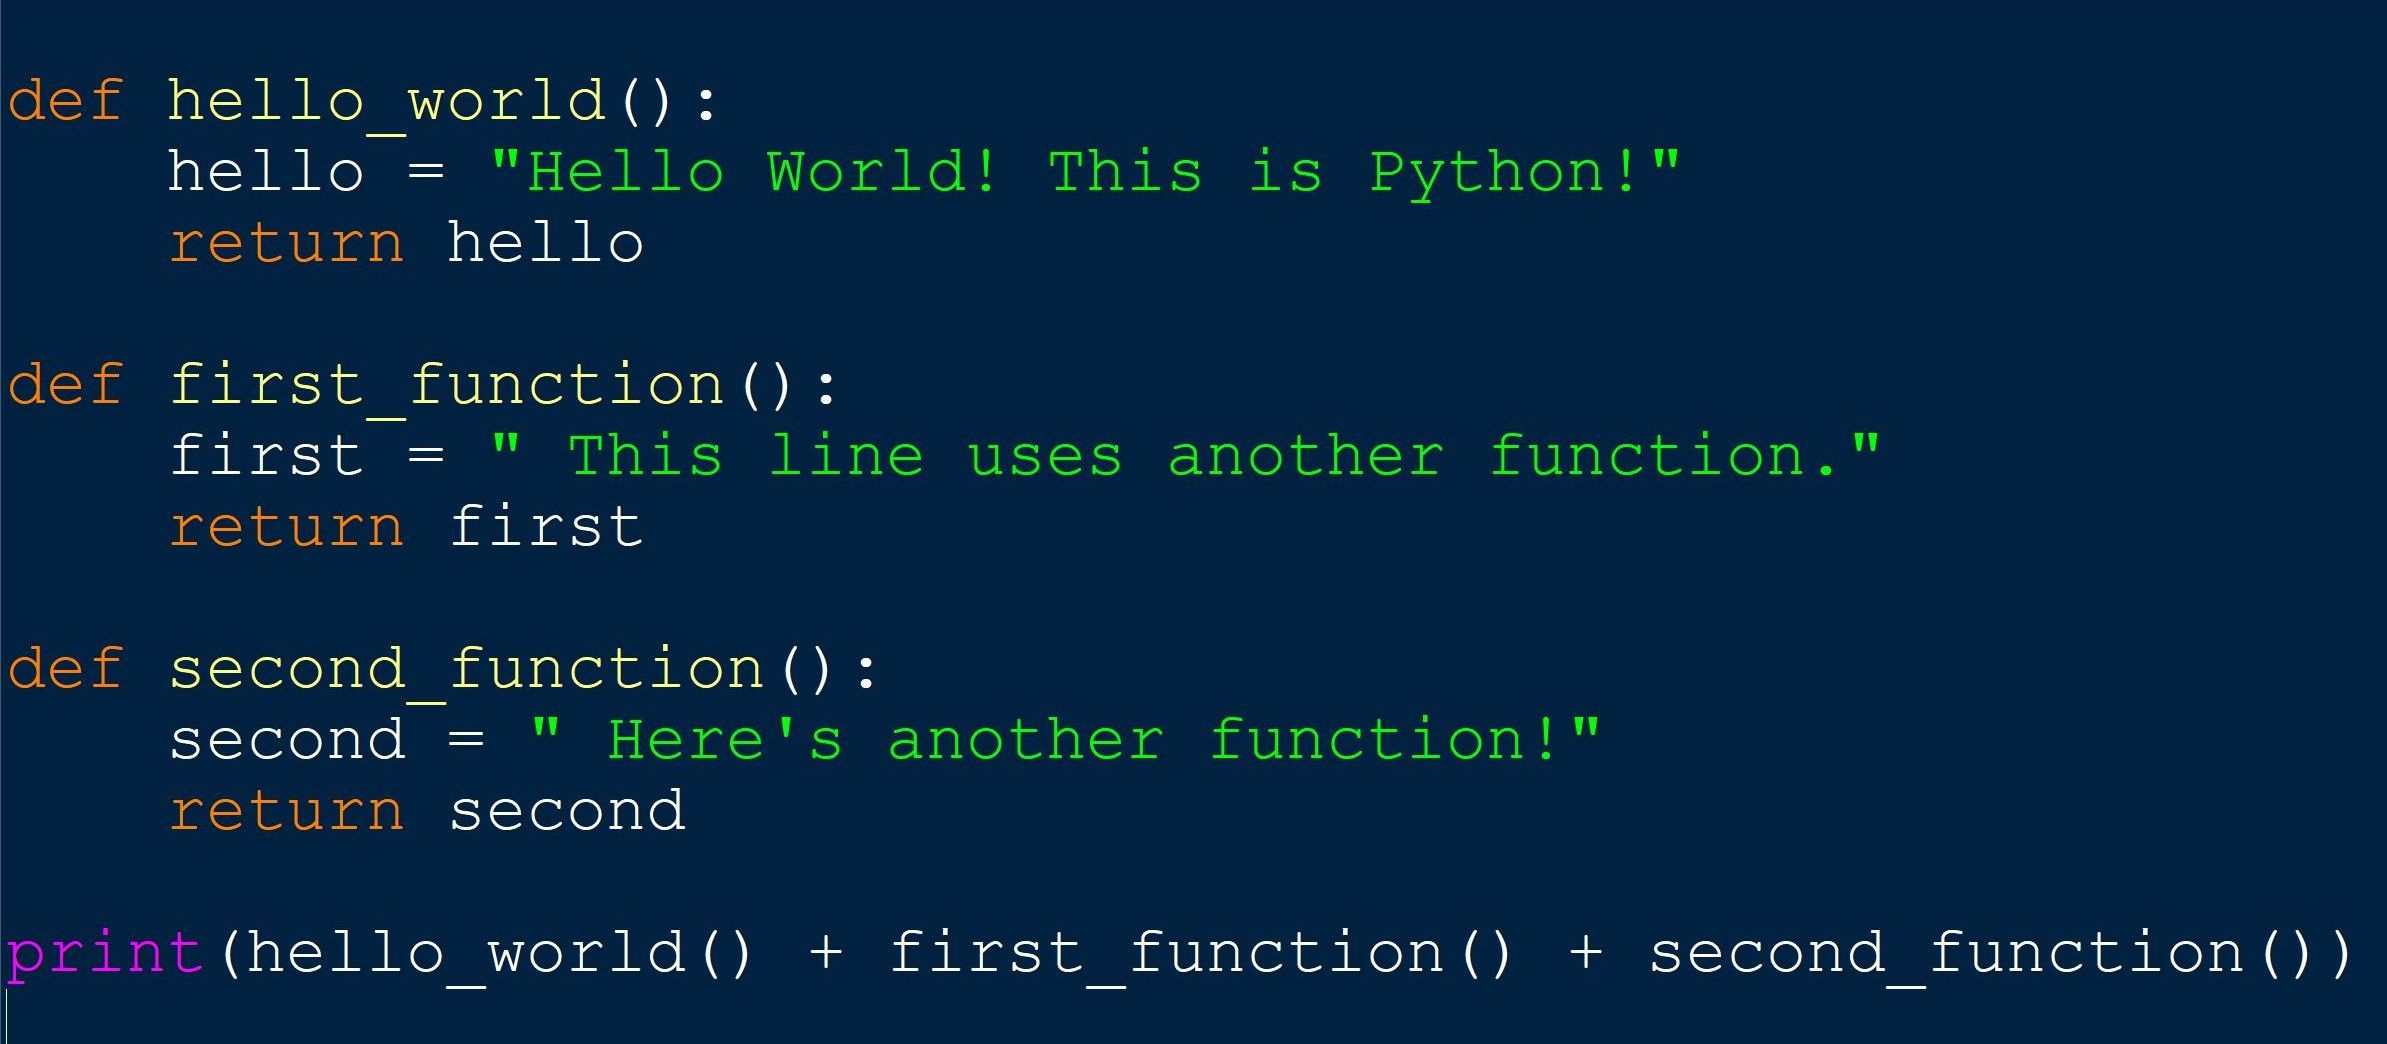 def hello_world():
    hello = "Hello World! This is Python!"
    return hello

def first_function():
    first = " This line uses another function."
    return first

def second_function():
    second = " Here's another function!"
    return second

print(hello_world() + first_function() + second_function())